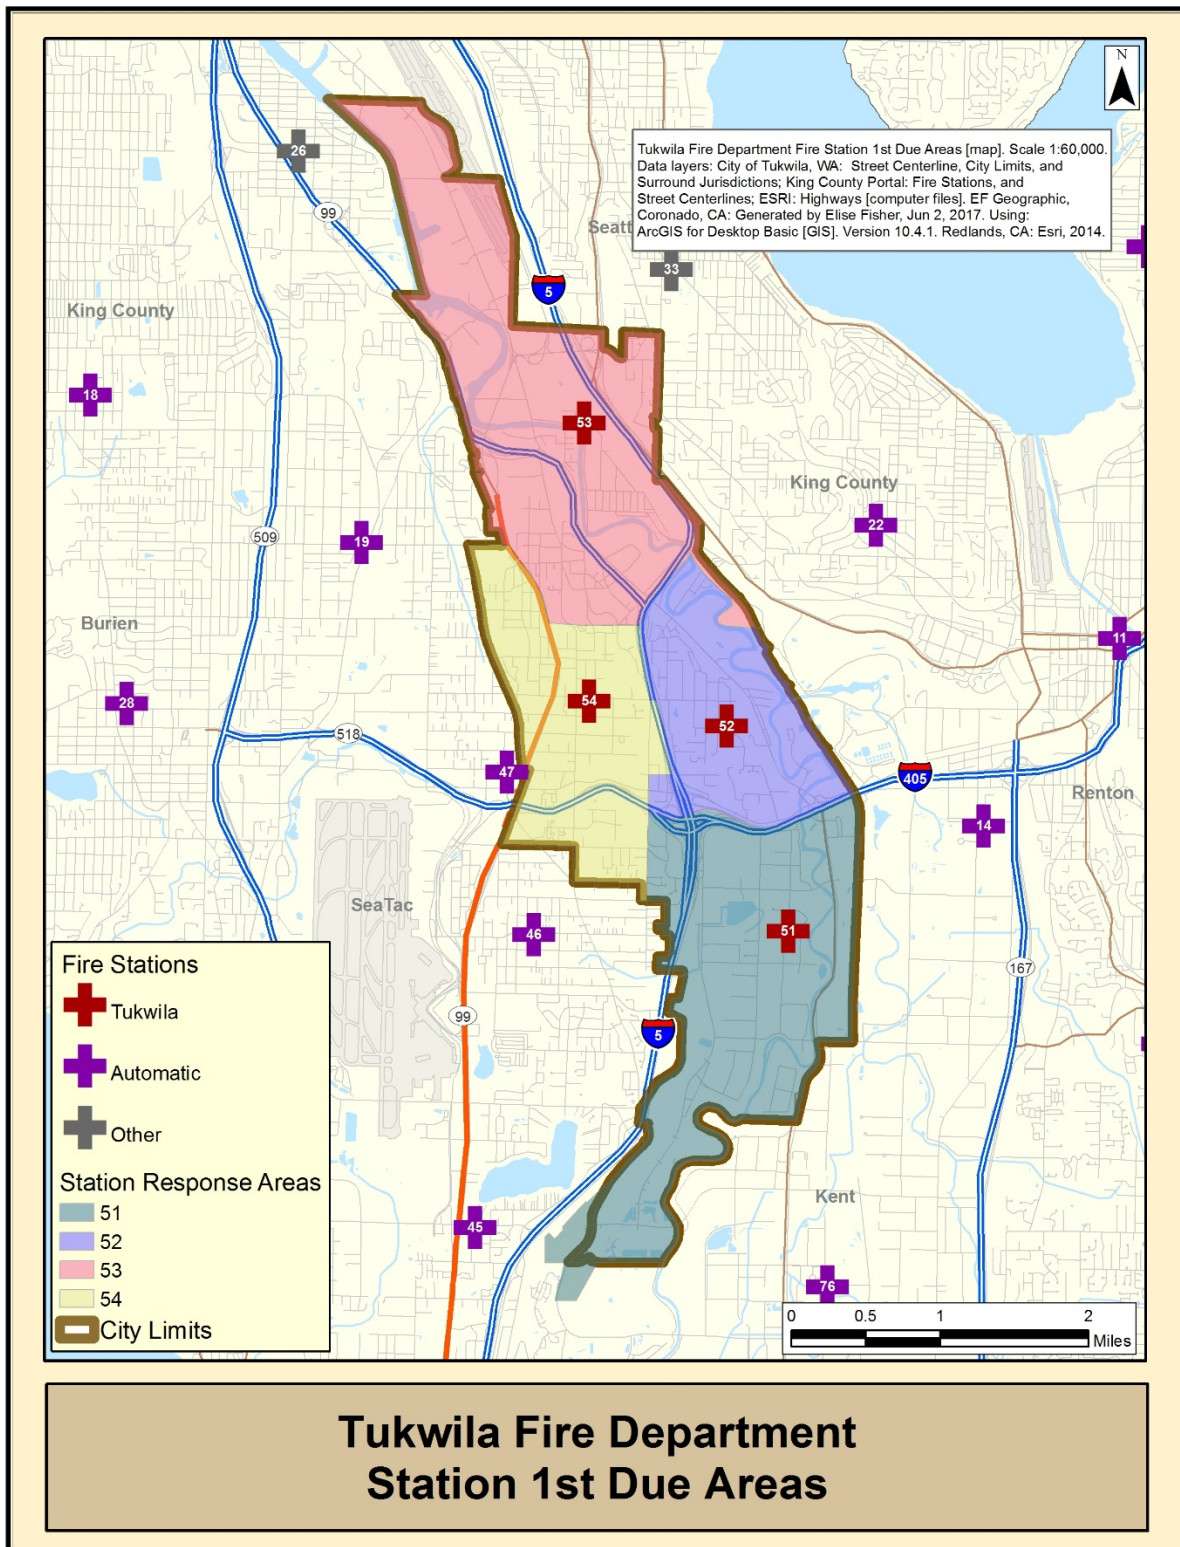 N
Tukwila Fire Department Fire Station 1st Due Areas [map]. Scale 1:60,000.
Data layers: City of Tukwila, WA: Street Centerline, City Limits, and
Surround Jurisdictions; King County Portal: Fire Stations, and
Street Centerlines; ESRI: Highways [computer files]. EF Geographic,
Coronado, CA: Generated by Elise Fisher, Jun 2, 2017. Using:
ArcGIS for Desktop Basic [GIS]. Version 10.4.1. Redlands, CA: Esri, 2014.
26
99
Seatt
33
5
King County
18
53
King County
22
509
19
Burien
11
28
54
52
518
47
405
Renton
14
SeaTac
46
51
167
99
5
Kent
45
76
Fire Stations
Tukwila
Automatic
Other
Station Response Areas
51
52
53
54
City Limits
0 0.5 1 2
Miles
Tukwila Fire Department
Station 1st Due Areas